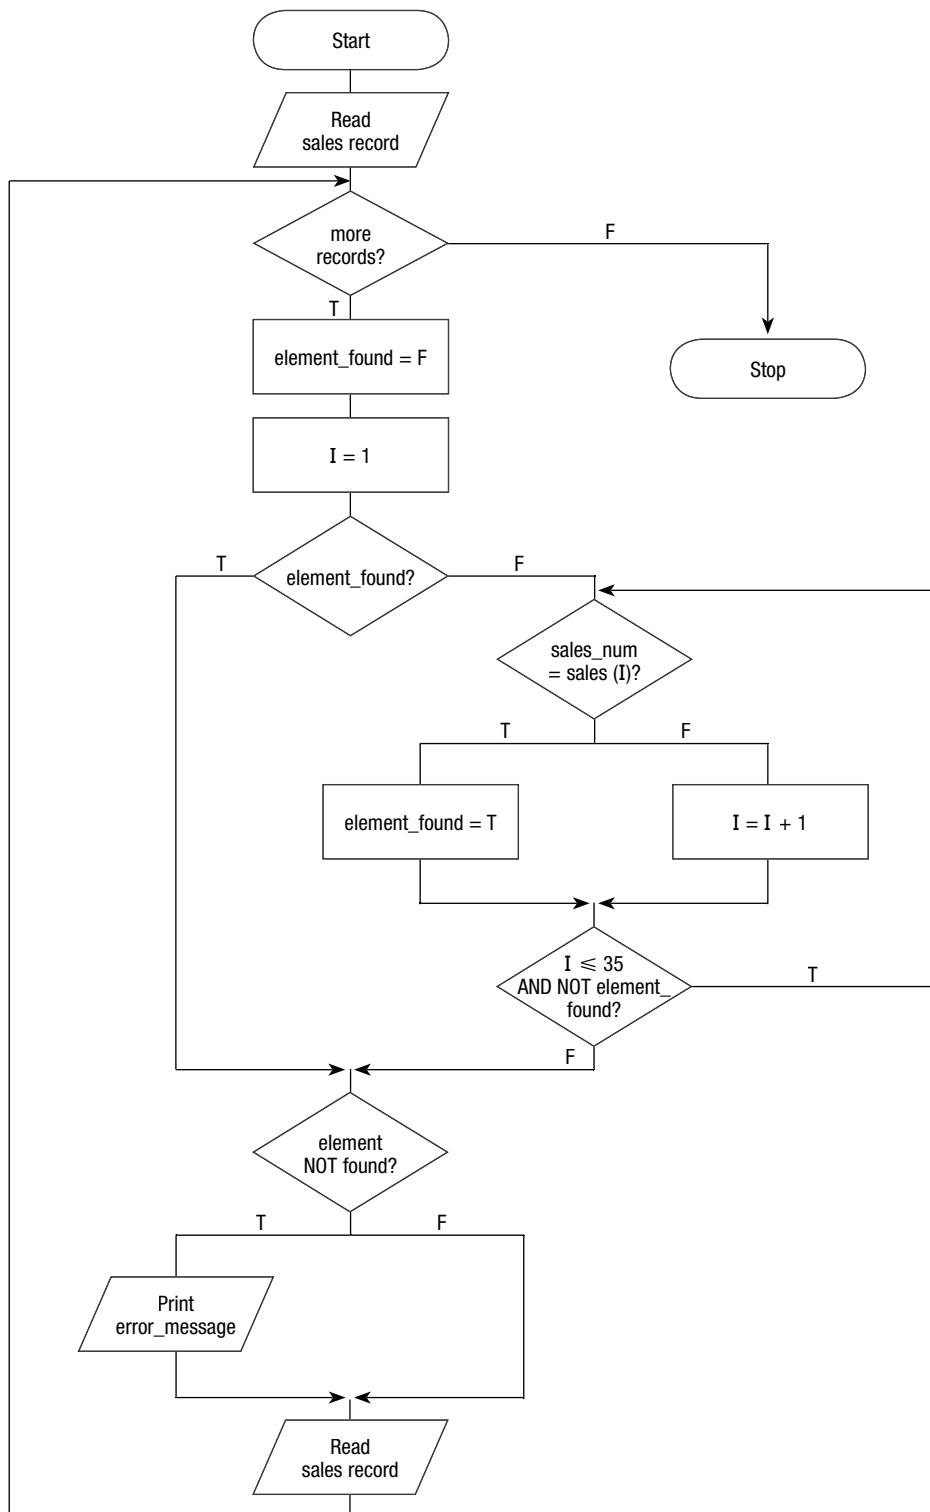 Start
Read
sales record
more
records?
F
T
element_found = F
Stop
I = 1
T
element_found?
F
sales_num
= sales (I)?
T
F
element_found = T
I = I + 1
I ⩽ 35
AND NOT element_
found?
T
F
element
NOT found?
T
F
Print
error_message
Read
sales record